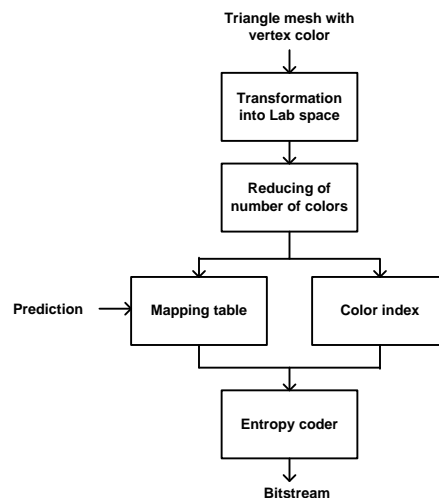 Triangle mesh with
vertex color
Transformation
into Lab space
Reducing of
number of colors
Prediction
Mapping table
Color index
Entropy coder
Bitstream